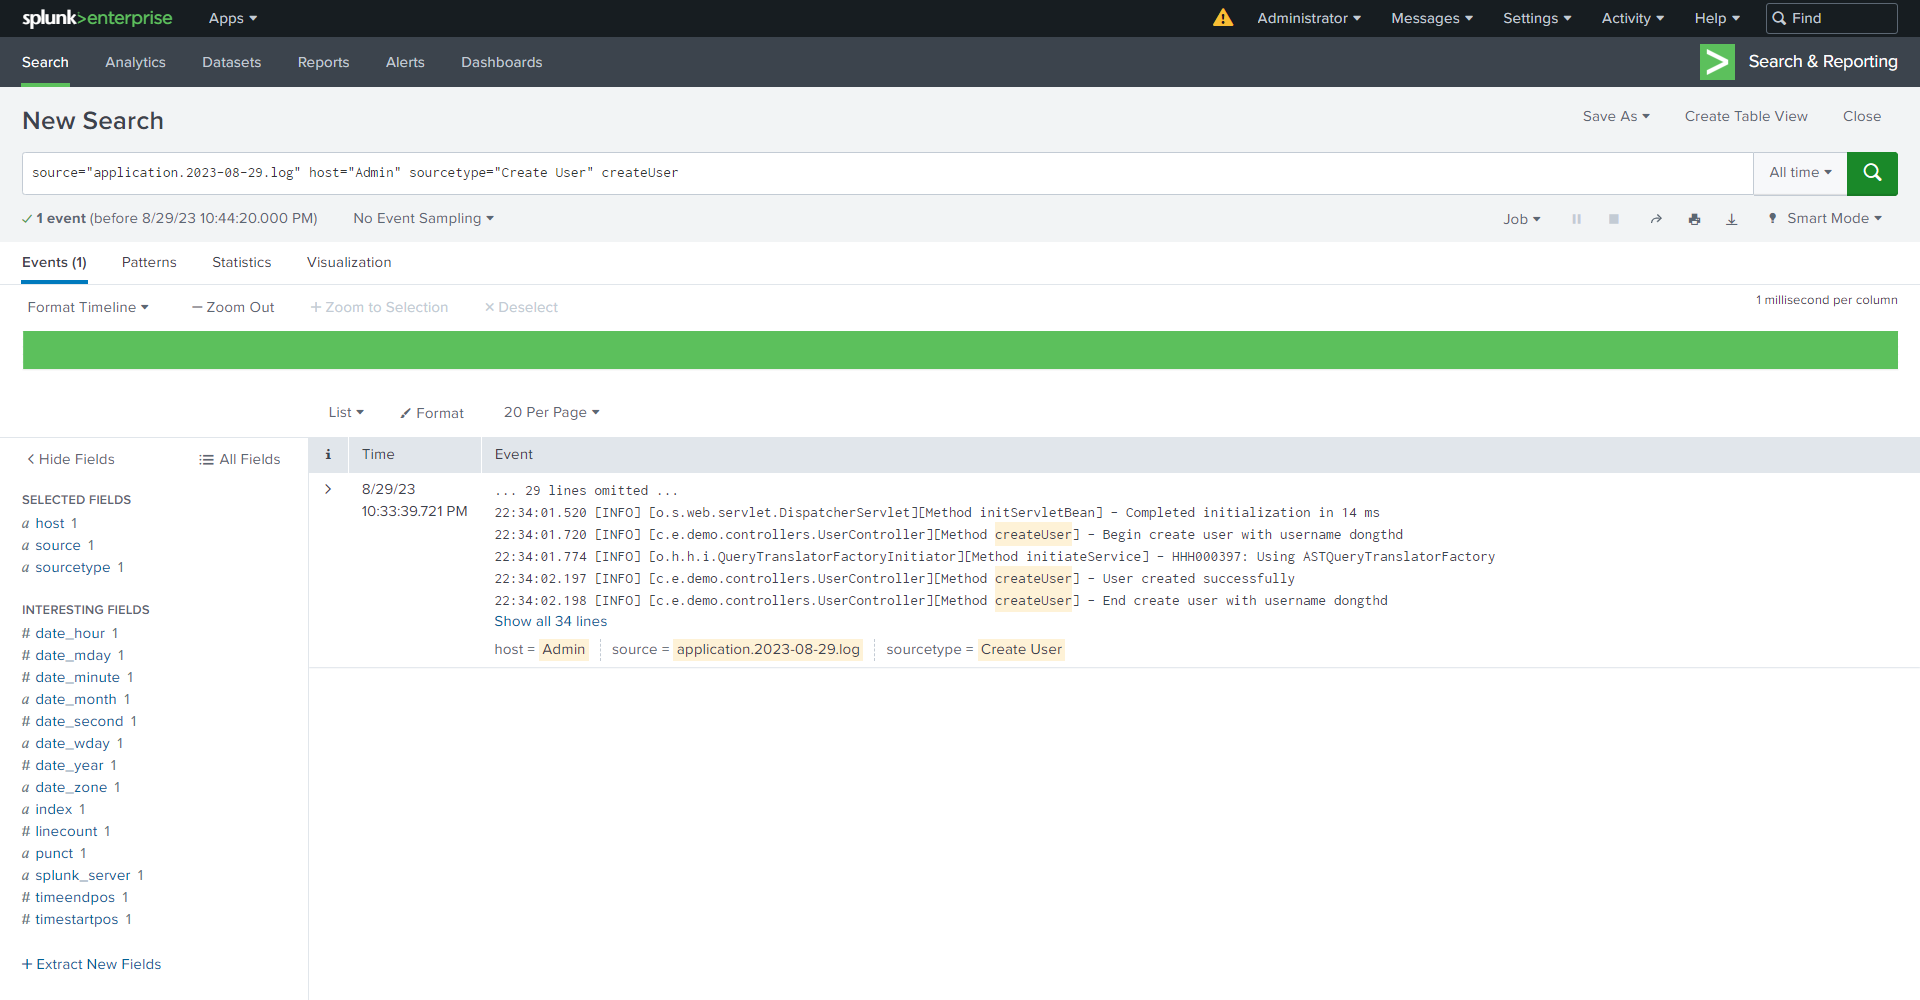 splunk>enterprise Apps Administrator Messages Settings Activity Help Find
Search Analytics Datasets Reports Alerts Dashboards Search & Reporting
New Search Save As Create Table View Close
source="application.2023-08-29.log" host="Admin" sourcetype="Create User" createUser All time
1 event (before 8/29/23 10:44:20.000 PM) No Event Sampling Job Smart Mode
Events (1) Patterns Statistics Visualization
Format Timeline — Zoom Out + Zoom to Selection × Deselect 1 millisecond per column
List Format 20 Per Page
< Hide Fields All Fields
i Time Event
SELECTED FIELDS
a host 1
a source 1
a sourcetype 1
INTERESTING FIELDS
# date_hour 1
# date_mday 1
# date_minute 1
a date_month 1
# date_second 1
a date_wday 1
# date_year 1
a date_zone 1
a index 1
# linecount 1
a punct 1
a splunk_server 1
# timeendpos 1
# timestartpos 1
+ Extract New Fields
> 8/29/23
10:33:39.721 PM
... 29 lines omitted ...
22:34:01.520 [INFO] [o.s.web.servlet.DispatcherServlet][Method initServletBean] - Completed initialization in 14 ms
22:34:01.720 [INFO] [c.e.demo.controllers.UserController][Method createUser] - Begin create user with username dongthd
22:34:01.774 [INFO] [o.h.h.i.QueryTranslatorFactoryInitiator][Method initiateService] - HHH000397: Using ASTQueryTranslatorFactory
22:34:02.197 [INFO] [c.e.demo.controllers.UserController][Method createUser] - User created successfully
22:34:02.198 [INFO] [c.e.demo.controllers.UserController][Method createUser] - End create user with username dongthd
Show all 34 lines
host = Admin source = application.2023-08-29.log sourcetype = Create User